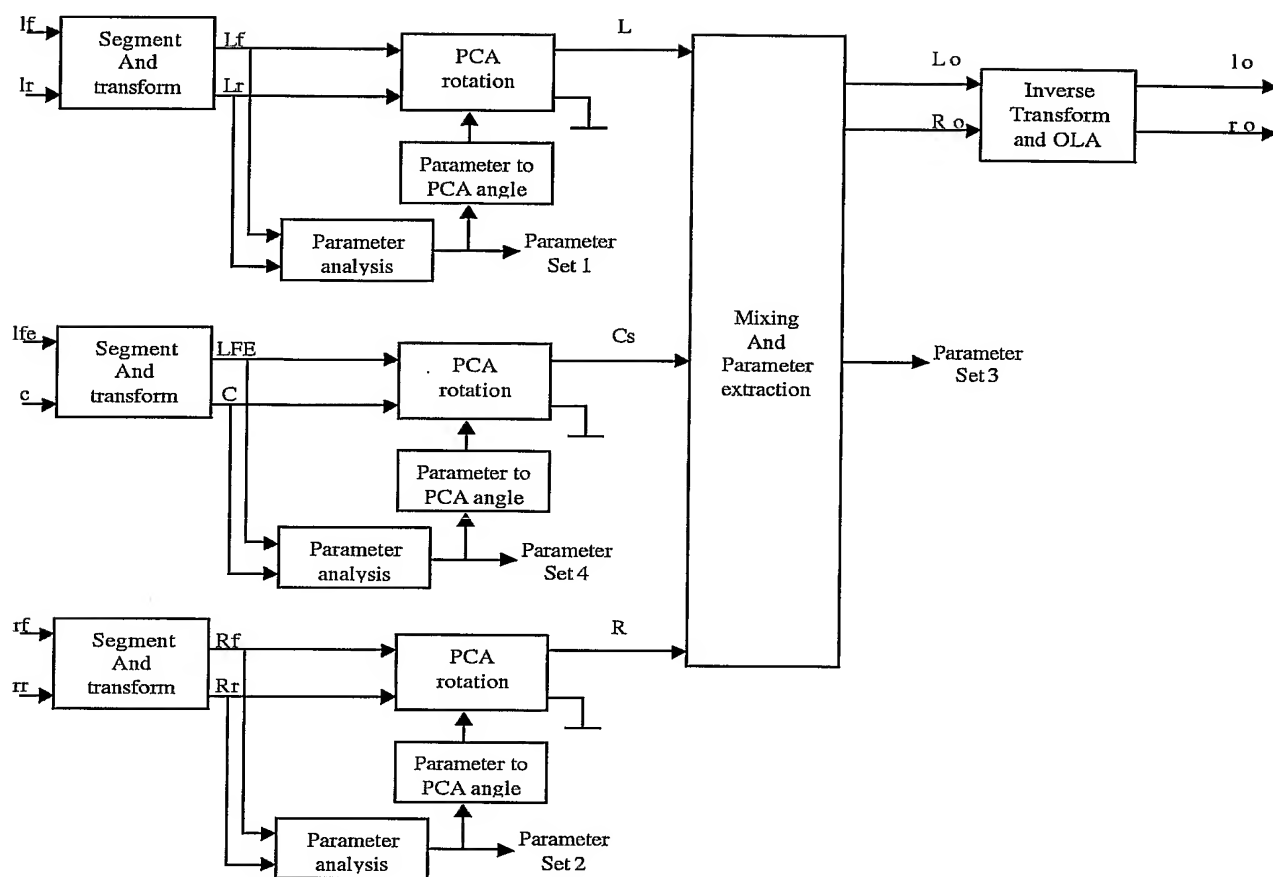 lf
lr
Segment
And
transform
Lf
Lr
PCA
rotation
L
Parameter to
PCA angle
Parameter
analysis
Parameter
Set 1
lfe
c
Segment
And
transform
LFE
C
PCA
rotation
Cs
Parameter to
PCA angle
Parameter
analysis
Parameter
Set 4
rf
rr
Segment
And
transform
Rf
Rr
PCA
rotation
R
Parameter to
PCA angle
Parameter
analysis
Parameter
Set 2
Mixing
And
Parameter
extraction
Lo
Ro
Parameter
Set 3
Inverse
Transform
and OLA
lo
ro